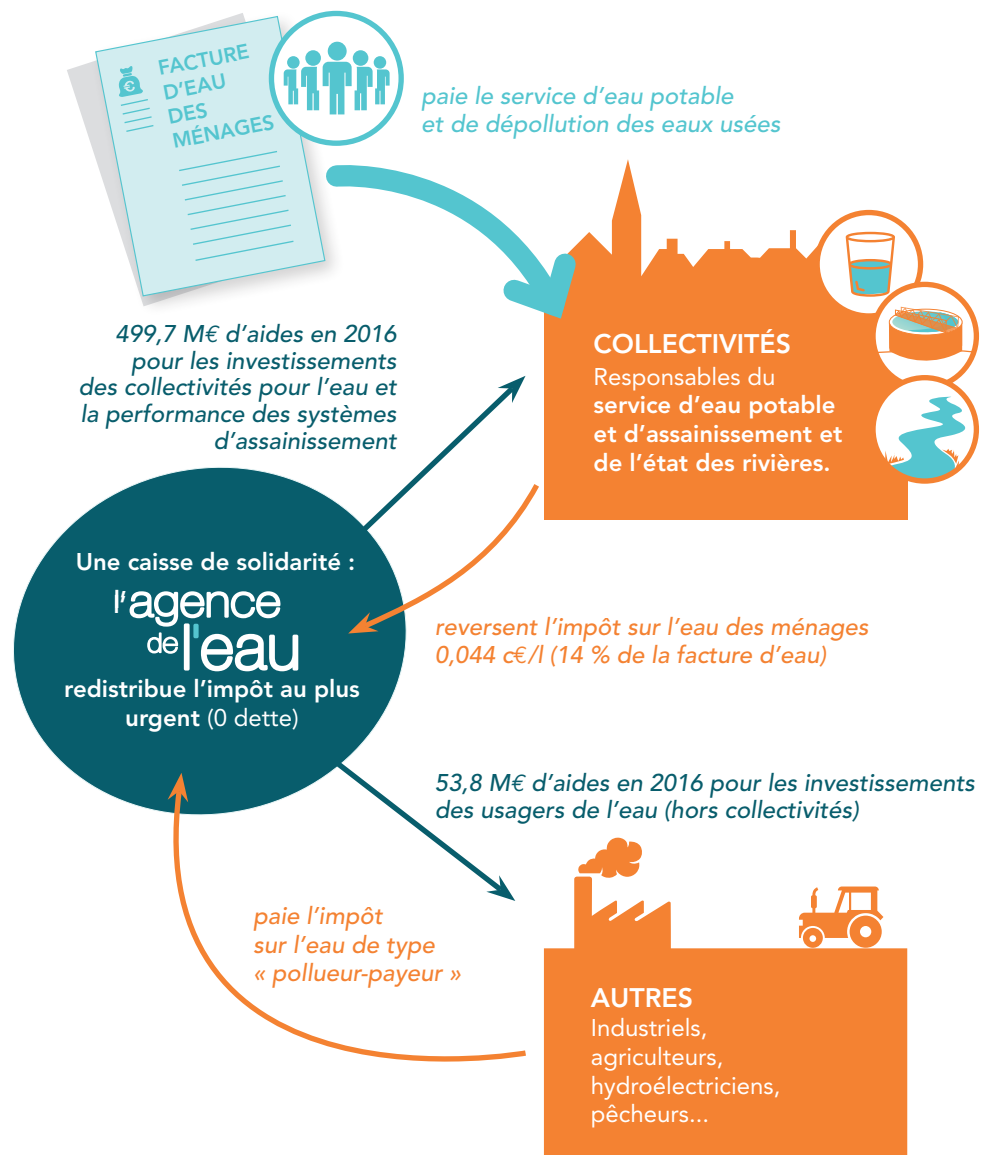 FACTURE
D'EAU
DES
MÉNAGES
paie le service d'eau potable
et de dépollution des eaux usées
499,7 M€ d'aides en 2016
pour les investissements
des collectivités pour l'eau et
la performance des systèmes
d'assainissement
COLLECTIVITÉS
Responsables du
service d'eau potable
et d'assainissement et
de l'état des rivières.
Une caisse de solidarité :
l'agence
de l'eau
redistribue l'impôt au plus
urgent (0 dette)
reversent l'impôt sur l'eau des ménages
0,044 c€/l (14 % de la facture d'eau)
53,8 M€ d'aides en 2016 pour les investissements
des usagers de l'eau (hors collectivités)
paie l'impôt
sur l'eau de type
« pollueur-payeur »
AUTRES
Industriels,
agriculteurs,
hydroélectriciens,
pêcheurs...